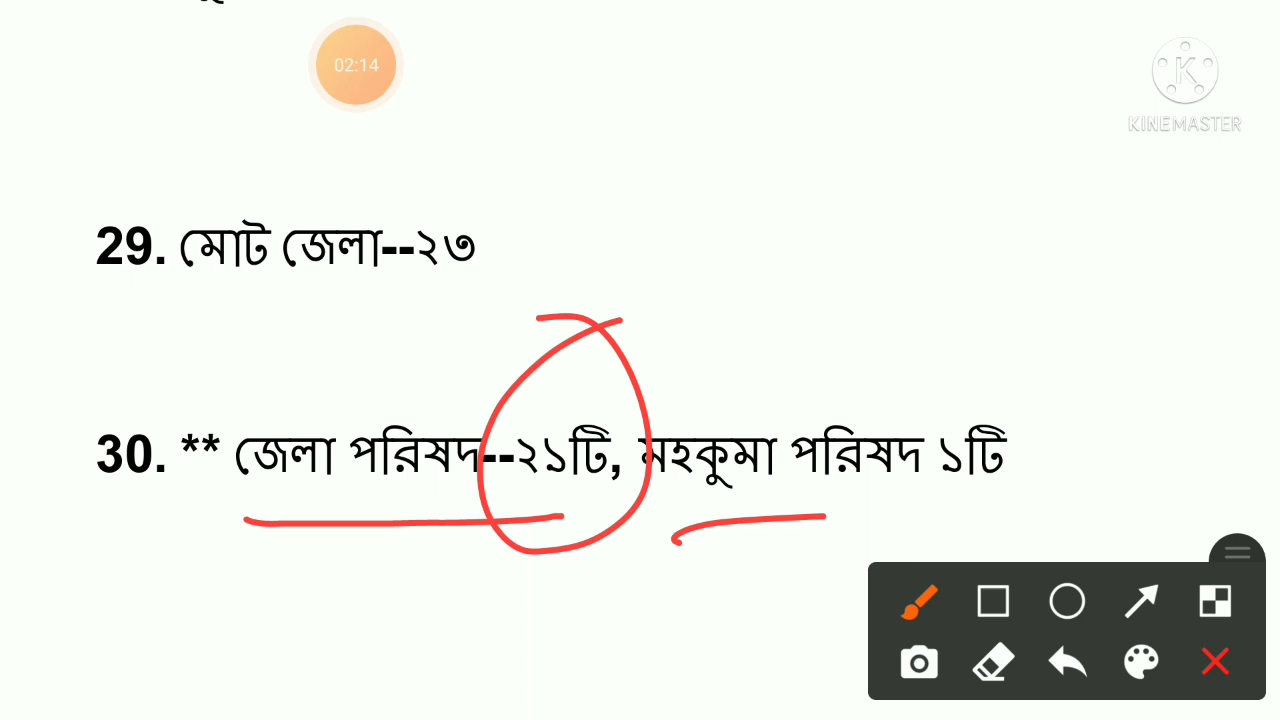 02:14
KINEMASTER
29. মোট জেলা--২৩
30. ** জেলা পরিষদ--২১টি, মহকুমা পরিষদ ১টি